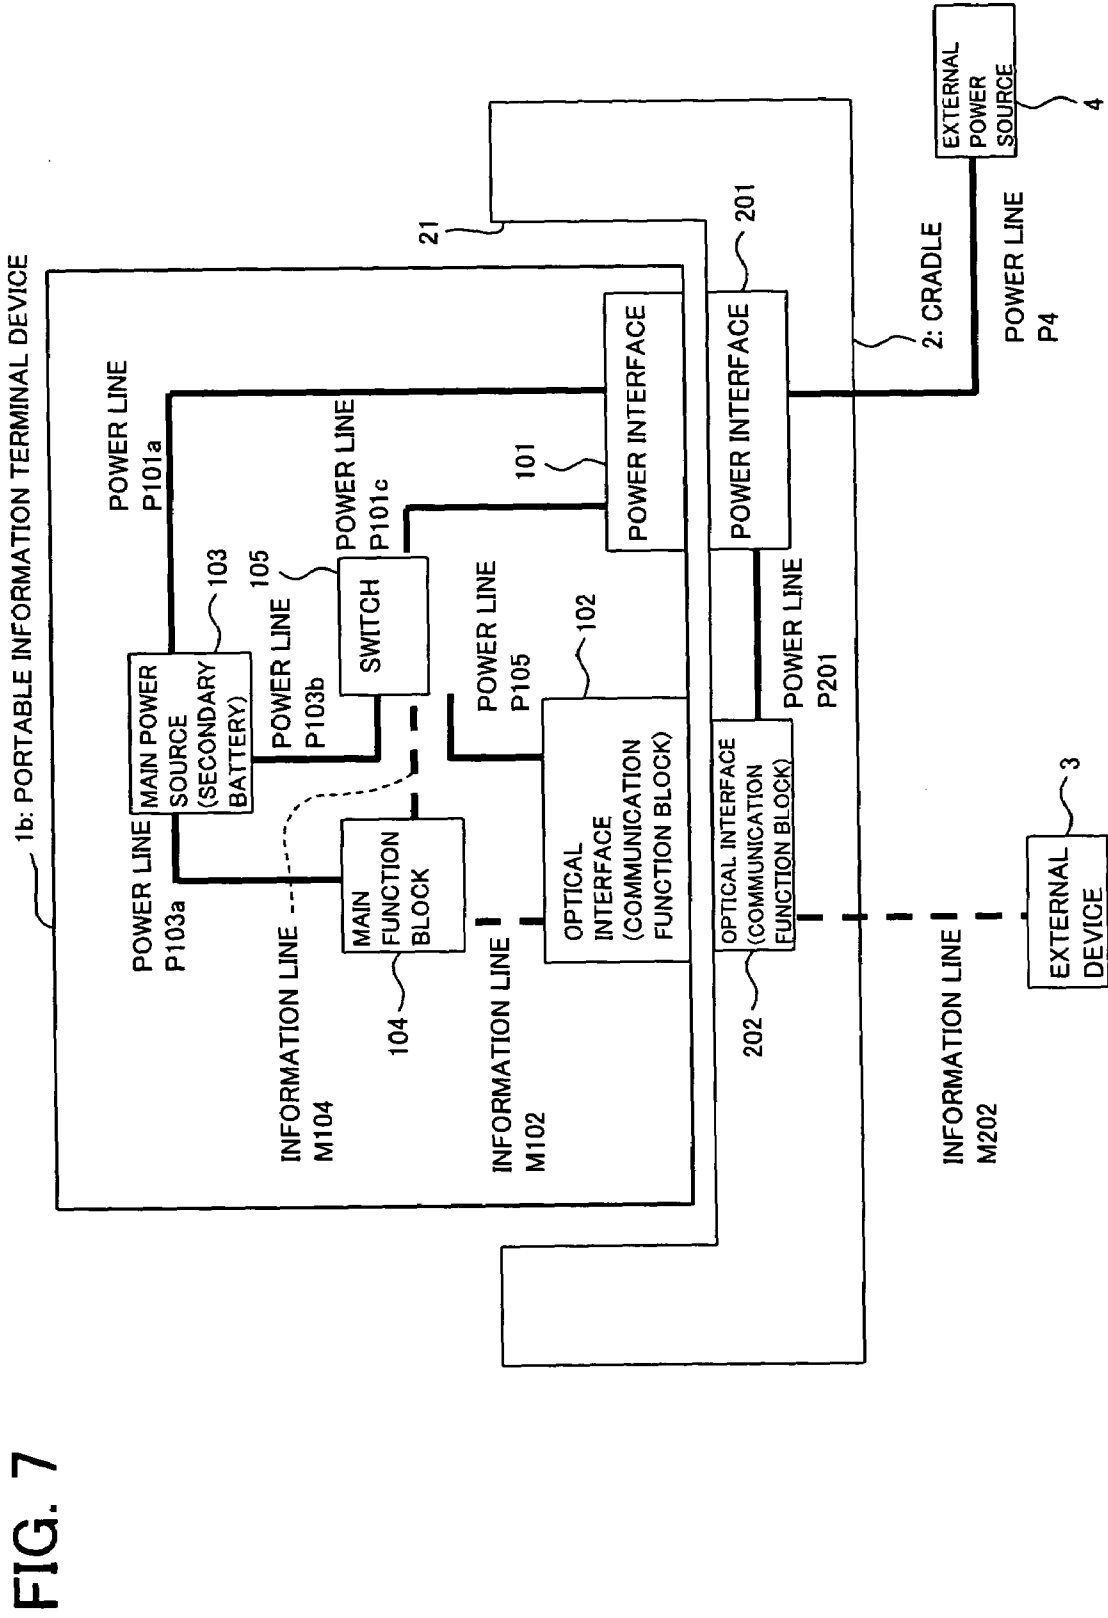 FIG. 7
1b: PORTABLE INFORMATION TERMINAL DEVICE
POWER LINE
P103a
MAIN POWER
SOURCE
(SECONDARY
BATTERY)
103
POWER LINE
P101a
POWER LINE
P103b
105
SWITCH
POWER LINE
P101c
INFORMATION LINE
M104
MAIN
FUNCTION
BLOCK
104
INFORMATION LINE
M102
POWER LINE
P105
102
OPTICAL
INTERFACE
(COMMUNICATION
FUNCTION BLOCK)
101
POWER INTERFACE
21
201
POWER INTERFACE
OPTICAL INTERFACE
(COMMUNICATION
FUNCTION BLOCK)
202
POWER LINE
P201
2: CRADLE
INFORMATION LINE
M202
EXTERNAL
DEVICE
3
POWER LINE
P4
EXTERNAL
POWER
SOURCE
4